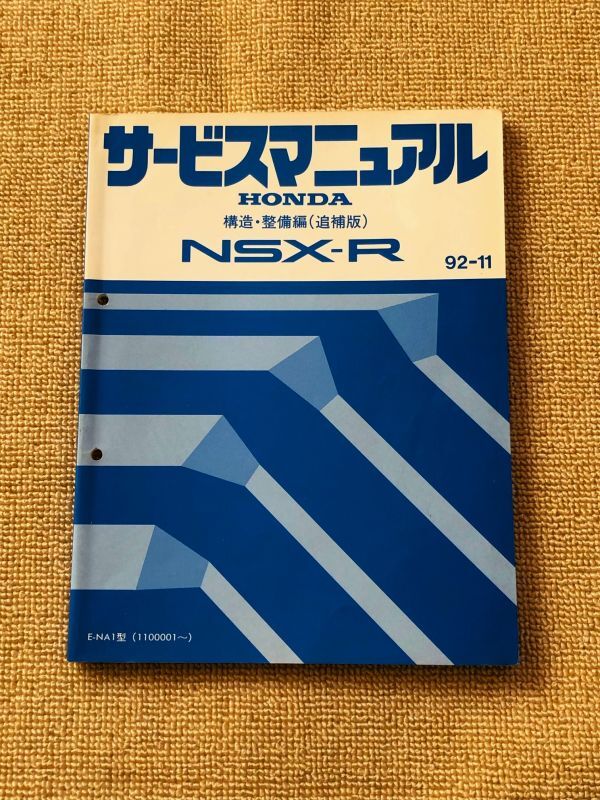 サービスマニュアル
HONDA
構造・整備編(追補版)
NSX-R
92-11
E-NA1型 (1100001～)